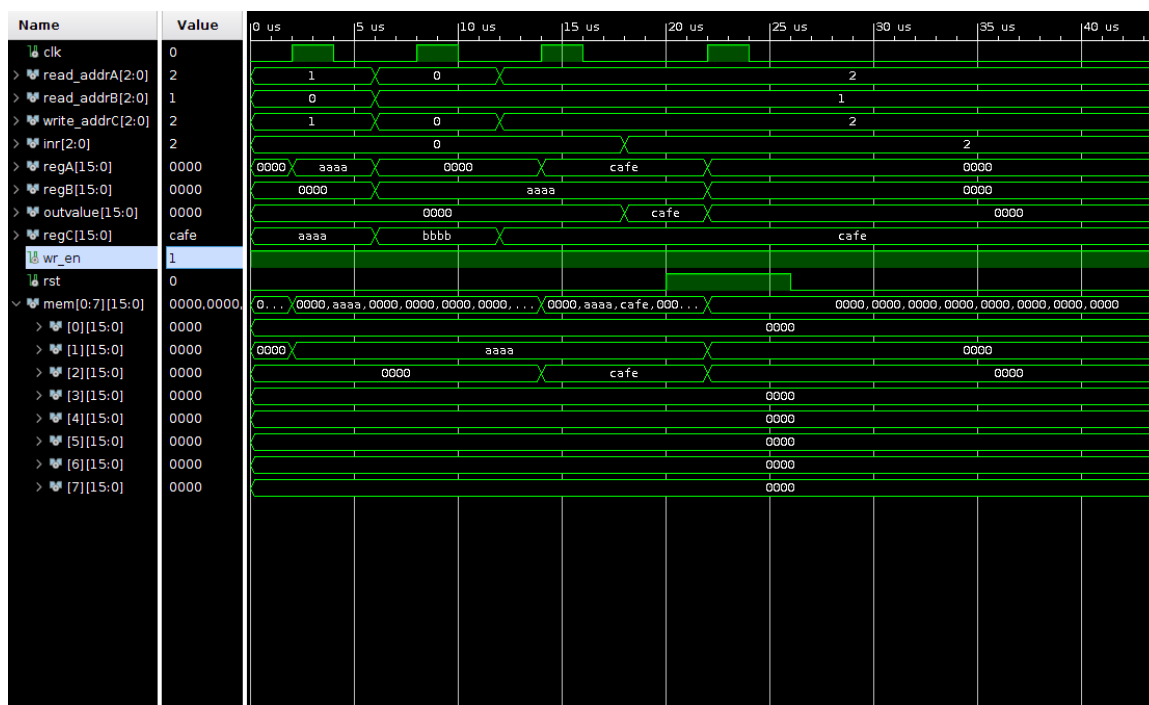 Name Value 0 us 5 us 10 us 15 us 20 us 25 us 30 us 35 us 40 us
clk 0
read_addrA[2:0] 2 1 0 2
read_addrB[2:0] 1 0 1
write_addrC[2:0] 2 1 0 2
inr[2:0] 2 0 2
regA[15:0] 0000 0000 aaaa 0000 cafe 0000
regB[15:0] 0000 0000 aaaa 0000
outvalue[15:0] 0000 0000 cafe 0000
regC[15:0] cafe aaaa bbbb cafe
wr_en 1
rst 0
mem[0:7][15:0] 0000,0000, 0... 0000,aaaa,0000,0000,0000,0000,... 0000,aaaa,cafe,000... 0000,0000,0000,0000,0000,0000,0000,0000
[0][15:0] 0000 0000
[1][15:0] 0000 0000 aaaa 0000
[2][15:0] 0000 0000 cafe 0000
[3][15:0] 0000 0000
[4][15:0] 0000 0000
[5][15:0] 0000 0000
[6][15:0] 0000 0000
[7][15:0] 0000 0000